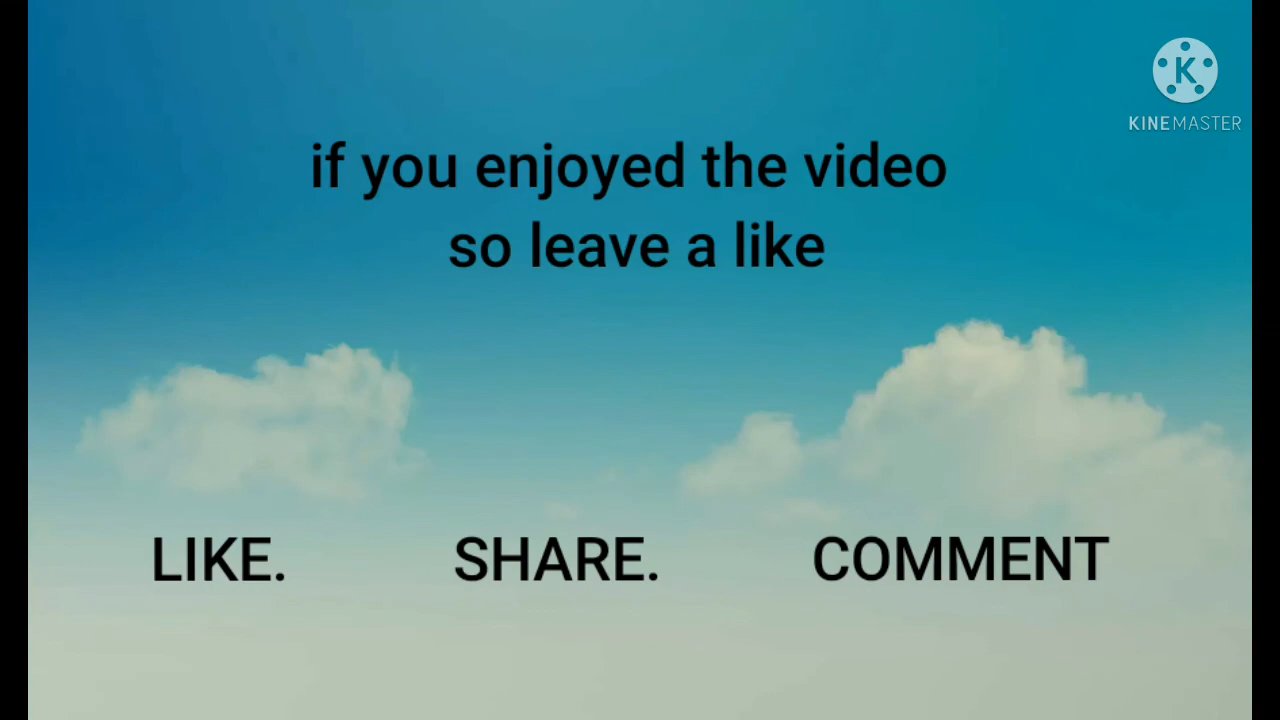 K
KINEMASTER
if you enjoyed the video
so leave a like
LIKE. SHARE. COMMENT